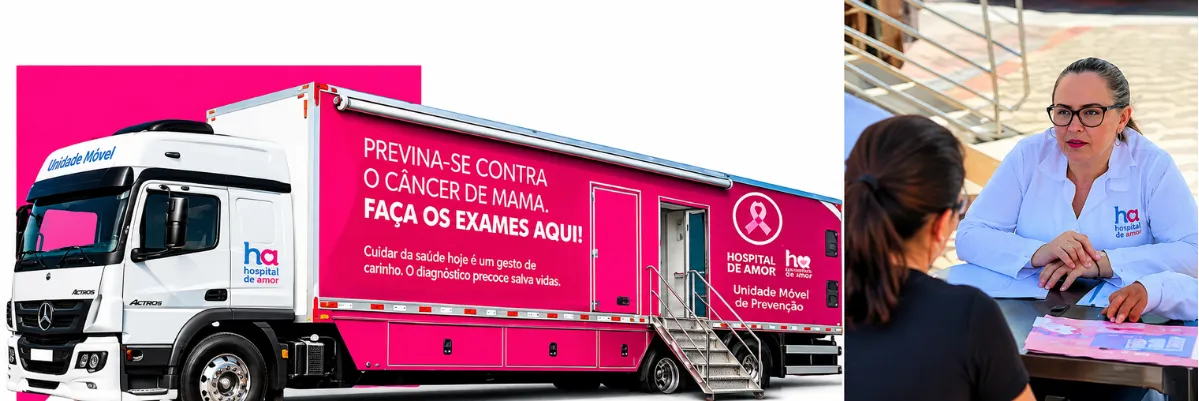 Unidade Móvel
ACTROS
ACTROS
ha
hospital
de amor
PREVINA-SE CONTRA
O CÂNCER DE MAMA.
FAÇA OS EXAMES AQUI!
Cuidar da saúde hoje é um gesto de
carinho. O diagnóstico precoce salva vidas.
HOSPITAL
DE AMOR
ha
de amor
Unidade Móvel
de Prevenção
ha
hospital
de amor